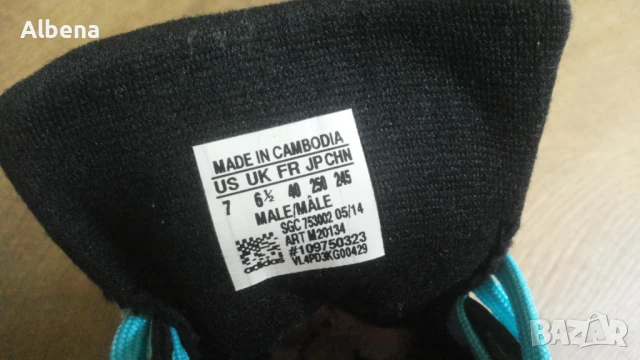 Albena
MADE IN CAMBODIA
US UK FR JP CHN
7 6½ 40 250 245
MALE/MÂLE
SGC 753002 05/14
ART M20134
#109750323
YL4PD3KG00429
adidas
BAZAR